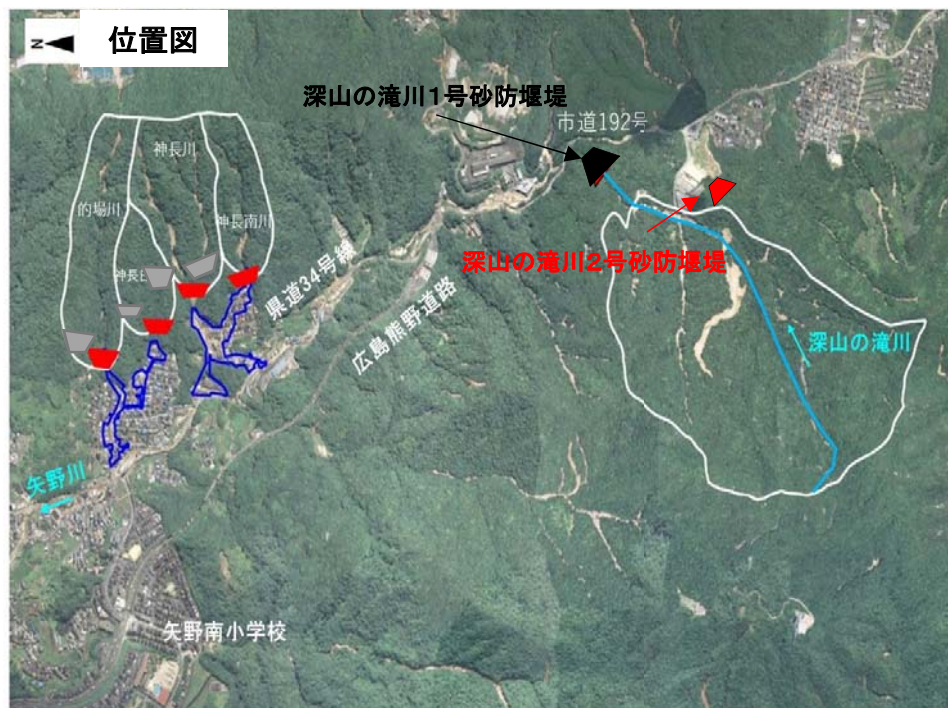 N
位置図
深山の滝川1号砂防堰堤
市道192号
神長川
的場川
神長南川
神長日
県道34号線
深山の滝川2号砂防堰堤
広島熊野道路
深山の滝川
矢野川
矢野南小学校